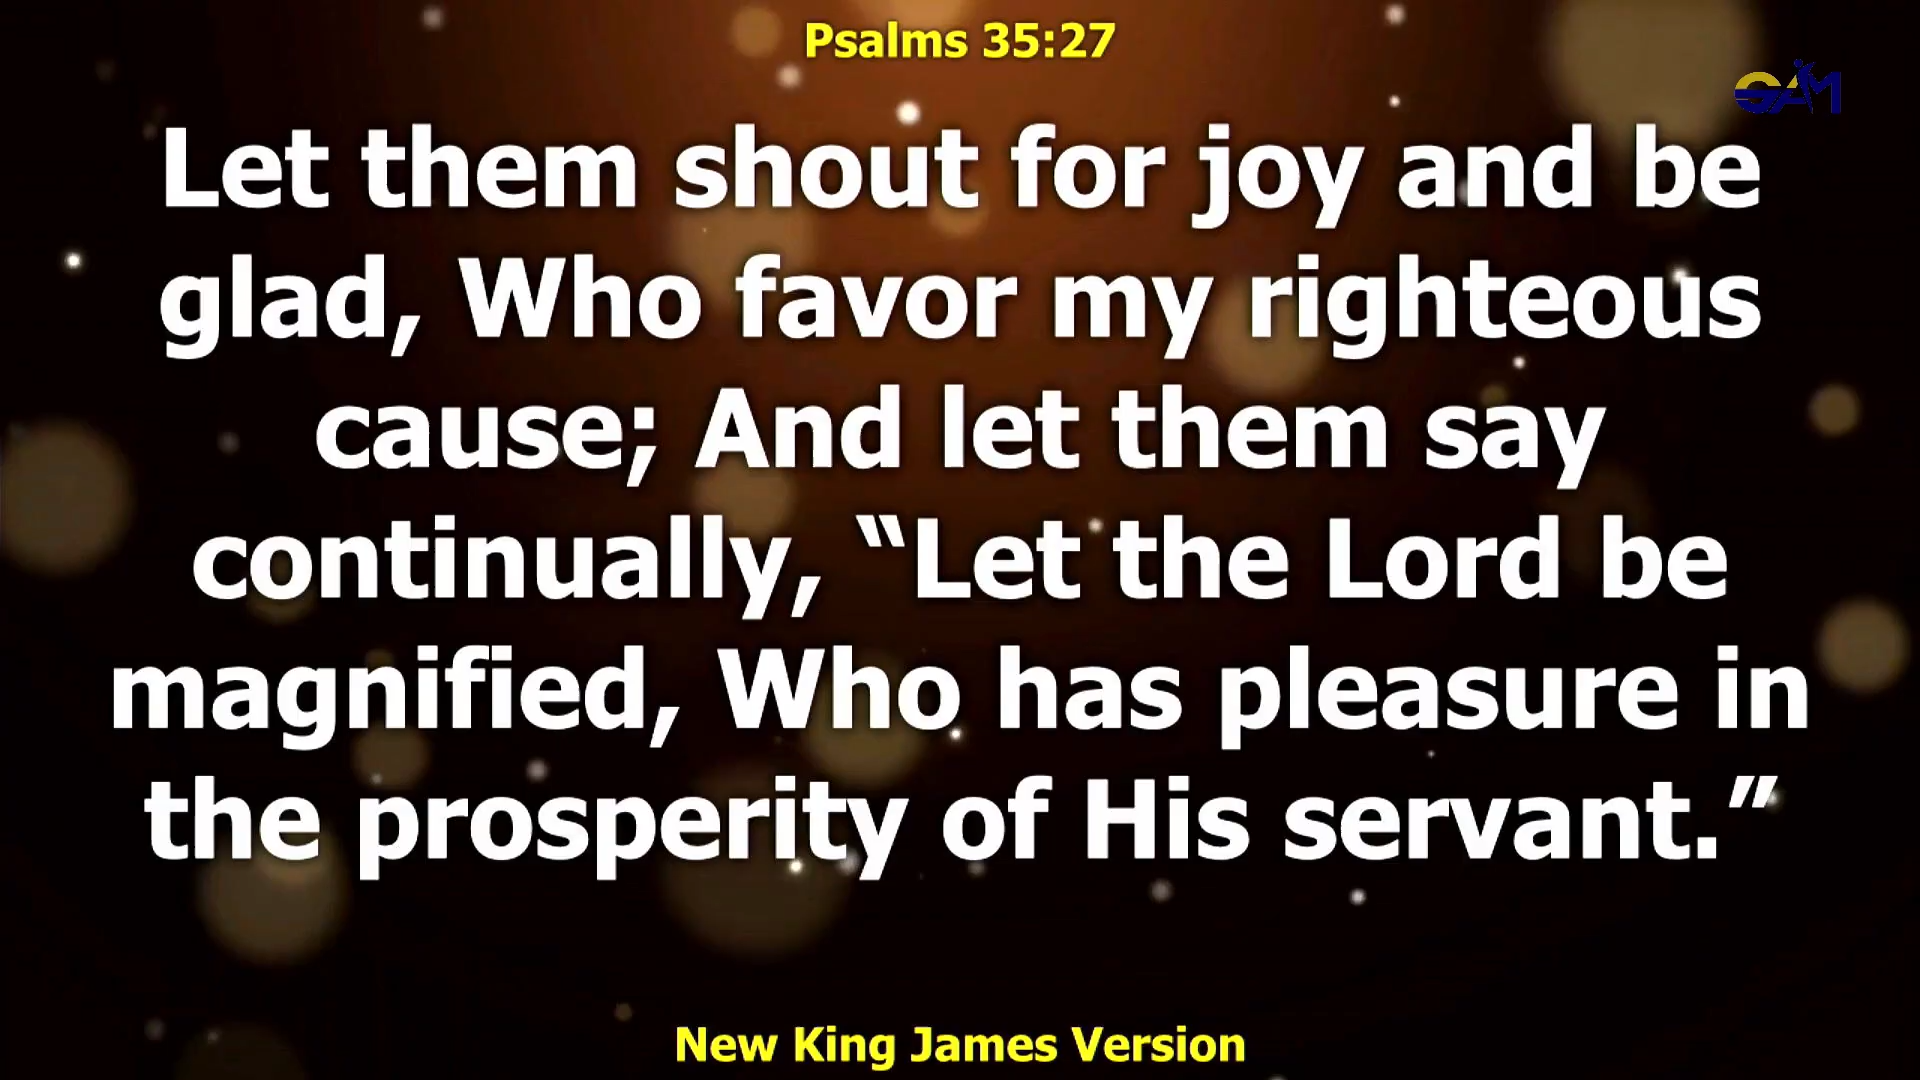 Psalms 35:27
GAM
Let them shout for joy and be
glad, Who favor my righteous
cause; And let them say
continually, “Let the Lord be
magnified, Who has pleasure in
the prosperity of His servant.”
New King James Version